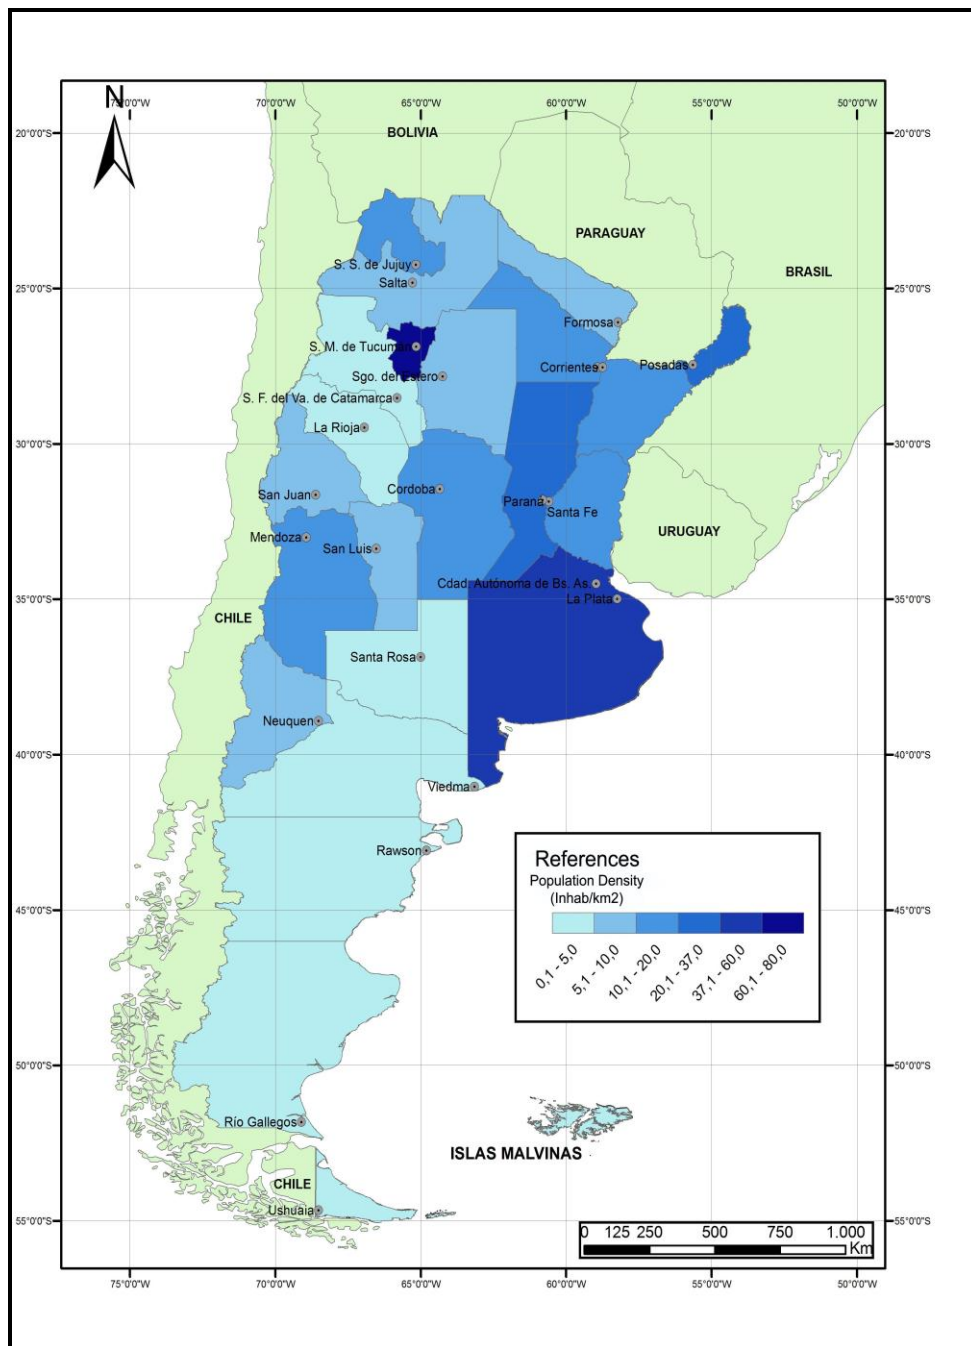 N
75°0'0"W 70°0'0"W 65°0'0"W 60°0'0"W 55°0'0"W 50°0'0"W
BOLIVIA
20°0'0"S 20°0'0"S
PARAGUAY
BRASIL
S. S. de Jujuy
Salta
25°0'0"S 25°0'0"S
Formosa
S. M. de Tucumán
Corrientes
Posadas
Sgo. del Estero
S. F. del Va. de Catamarca
La Rioja
30°0'0"S 30°0'0"S
San Juan
Cordoba
Parana
Santa Fe
URUGUAY
Mendoza
San Luis
Cdad. Autónoma de Bs. As
La Plata
35°0'0"S 35°0'0"S
CHILE
Santa Rosa
Neuquen
40°0'0"S 40°0'0"S
Viedma
Rawson
References
Population Density
(Inhab/km2)
0,1 - 5,0
5,1 - 10,0
10,1 - 20,0
20,1 - 37,0
37,1 - 60,0
60,1 - 80,0
45°0'0"S 45°0'0"S
50°0'0"S 50°0'0"S
Río Gallegos
ISLAS MALVINAS
CHILE
Ushuaia
55°0'0"S 55°0'0"S
0 125 250 500 750 1.000
Km
75°0'0"W 70°0'0"W 65°0'0"W 60°0'0"W 55°0'0"W 50°0'0"W